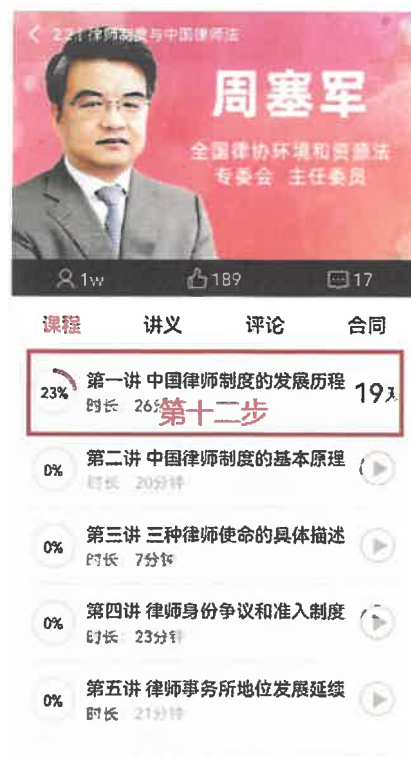 2.2.1律师制度与中国律师法
周塞军
全国律协环境和资源法
专委会 主任委员
1w
189
17
课程 讲义 评论 合同
23%
第一讲 中国律师制度的发展历程
19
时长 26分
第十二步
0%
第二讲 中国律师制度的基本原理
时长 20分钟
0%
第三讲 三种律师使命的具体描述
时长 7分钟
0%
第四讲 律师身份争议和准入制度
时长 23分钟
0%
第五讲 律师事务所地位发展延续
时长 21分钟